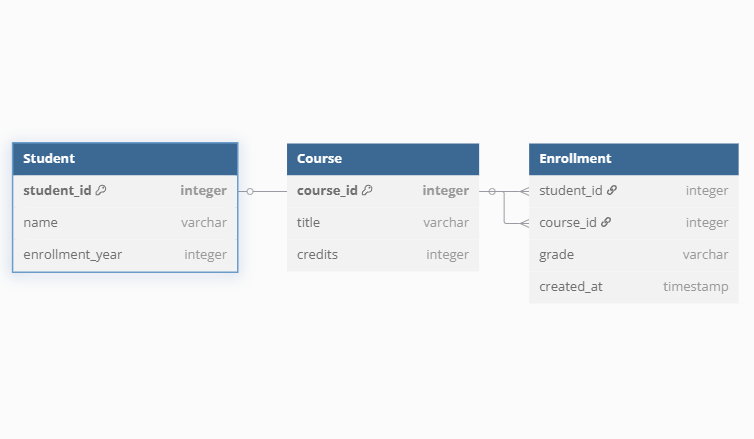 Student
student_id integer
name varchar
enrollment_year integer
Course
course_id integer
title varchar
credits integer
Enrollment
student_id integer
course_id integer
grade varchar
created_at timestamp